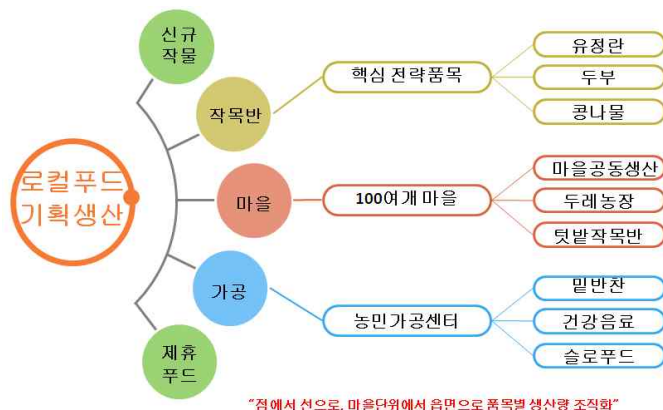 로컬푸드
기획생산
신규
작물
작목반
핵심 전략품목
유정란
두부
콩나물
마을
100여개 마을
마을공동생산
두레농장
텃밭작목반
가공
농민가공센터
밑반찬
건강음료
슬로푸드
제휴
푸드
“점에서 선으로, 마을단위에서 읍면으로 품목별 생산량 조직화”